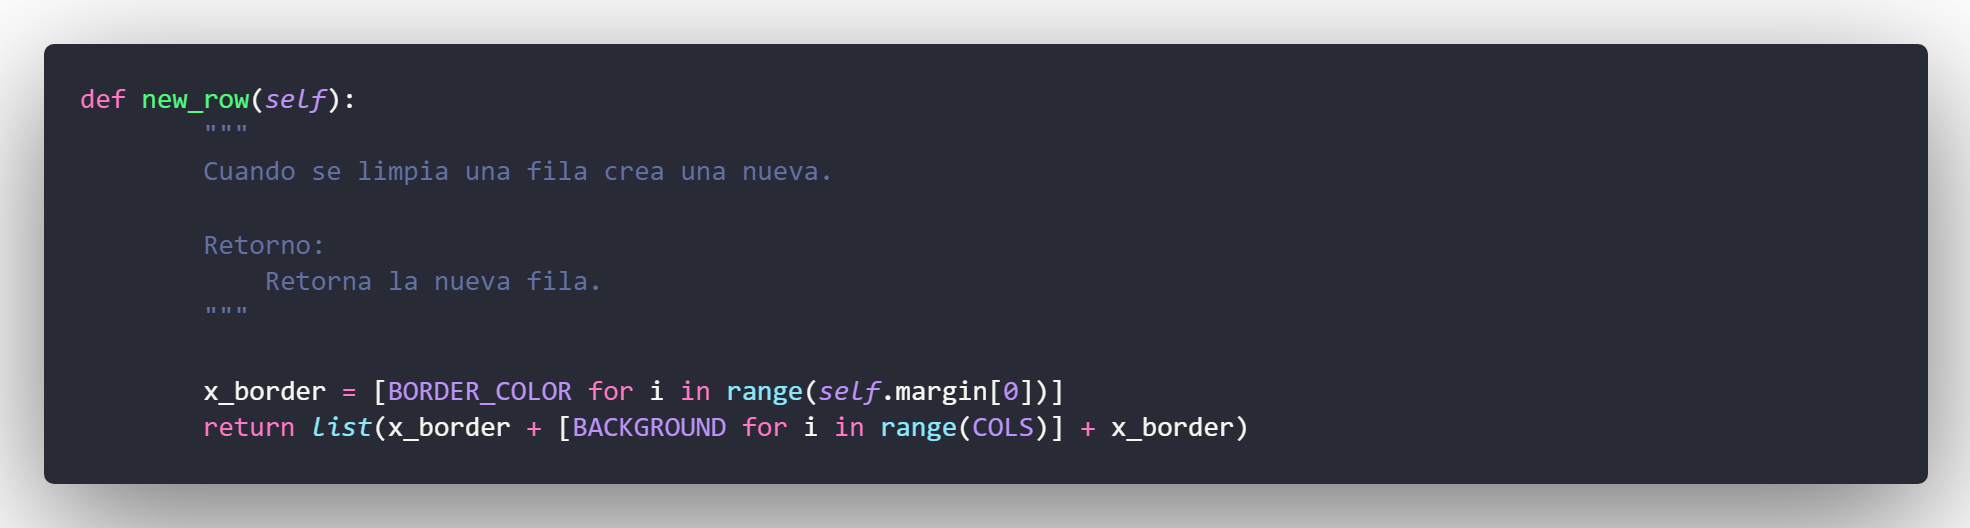 def new_row(self):
        """
        Cuando se limpia una fila crea una nueva.

        Retorno:
            Retorna la nueva fila.
        """

        x_border = [BORDER_COLOR for i in range(self.margin[0])]
        return list(x_border + [BACKGROUND for i in range(COLS)] + x_border)